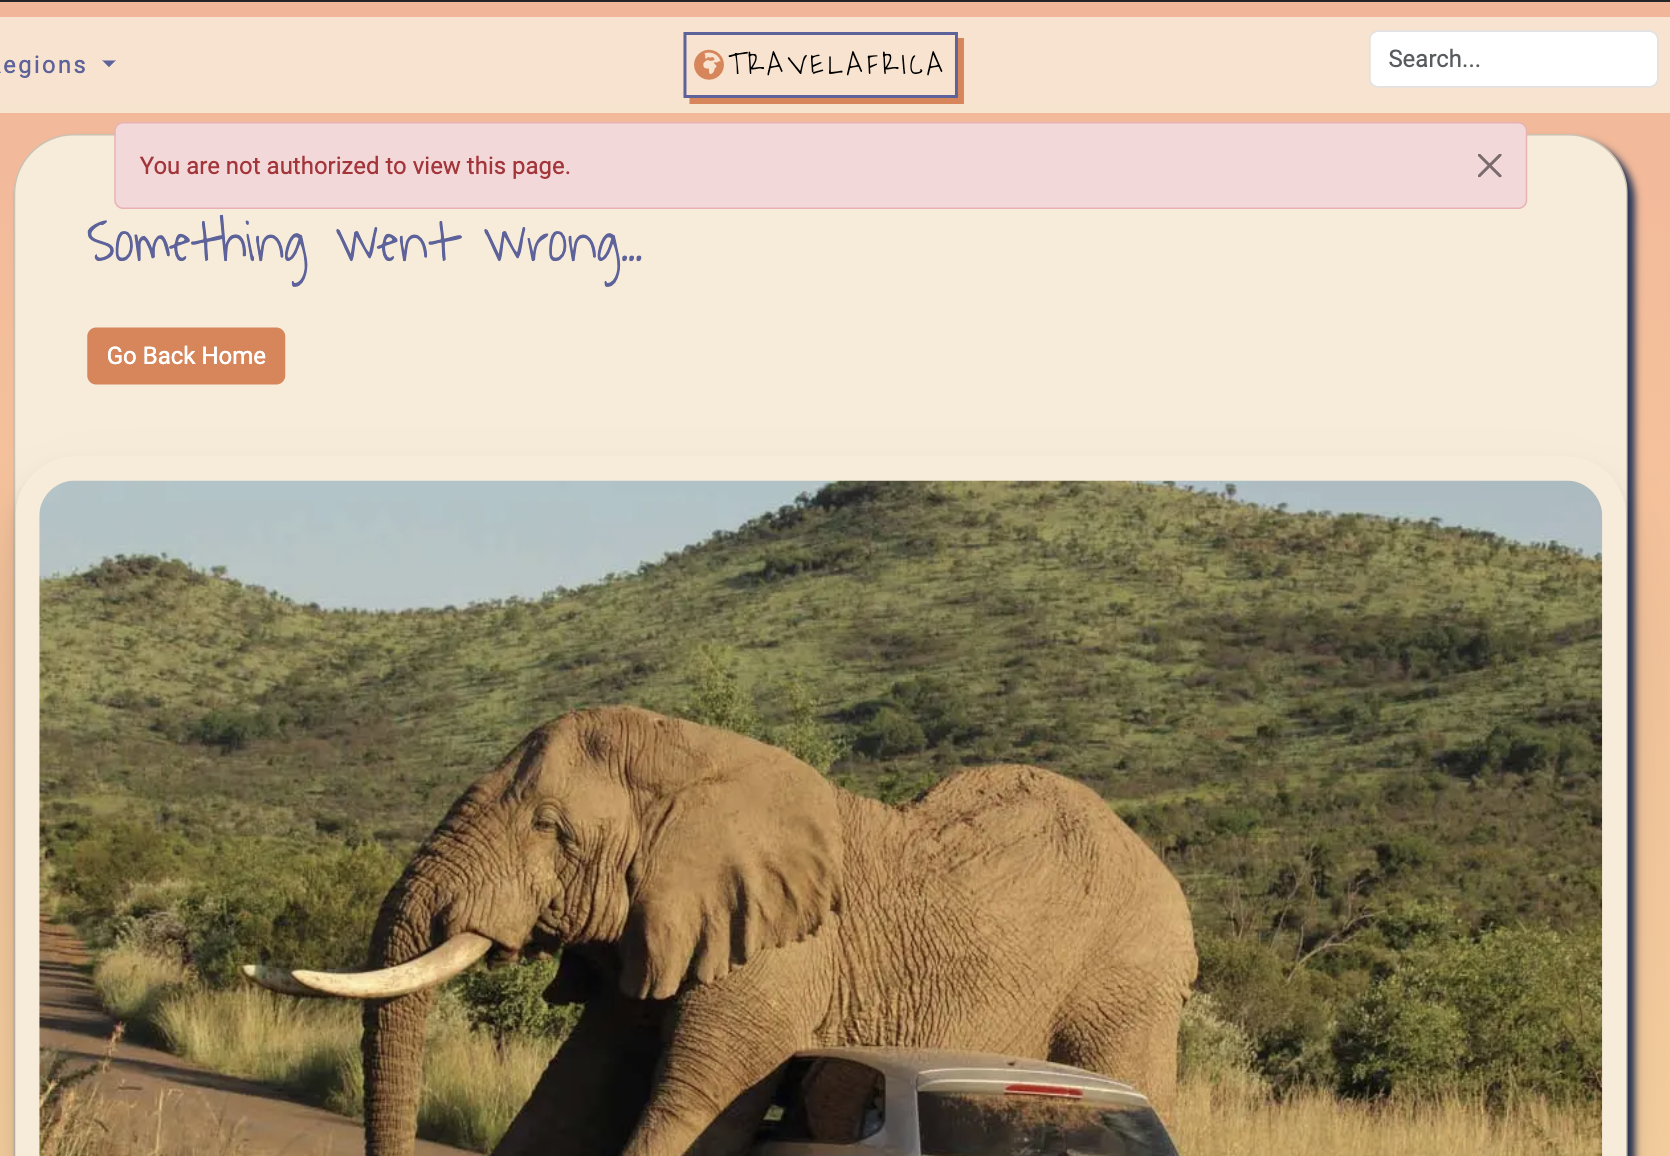 egions
TRAVELAFRICA
Search...
You are not authorized to view this page.
Something Went Wrong...
Go Back Home